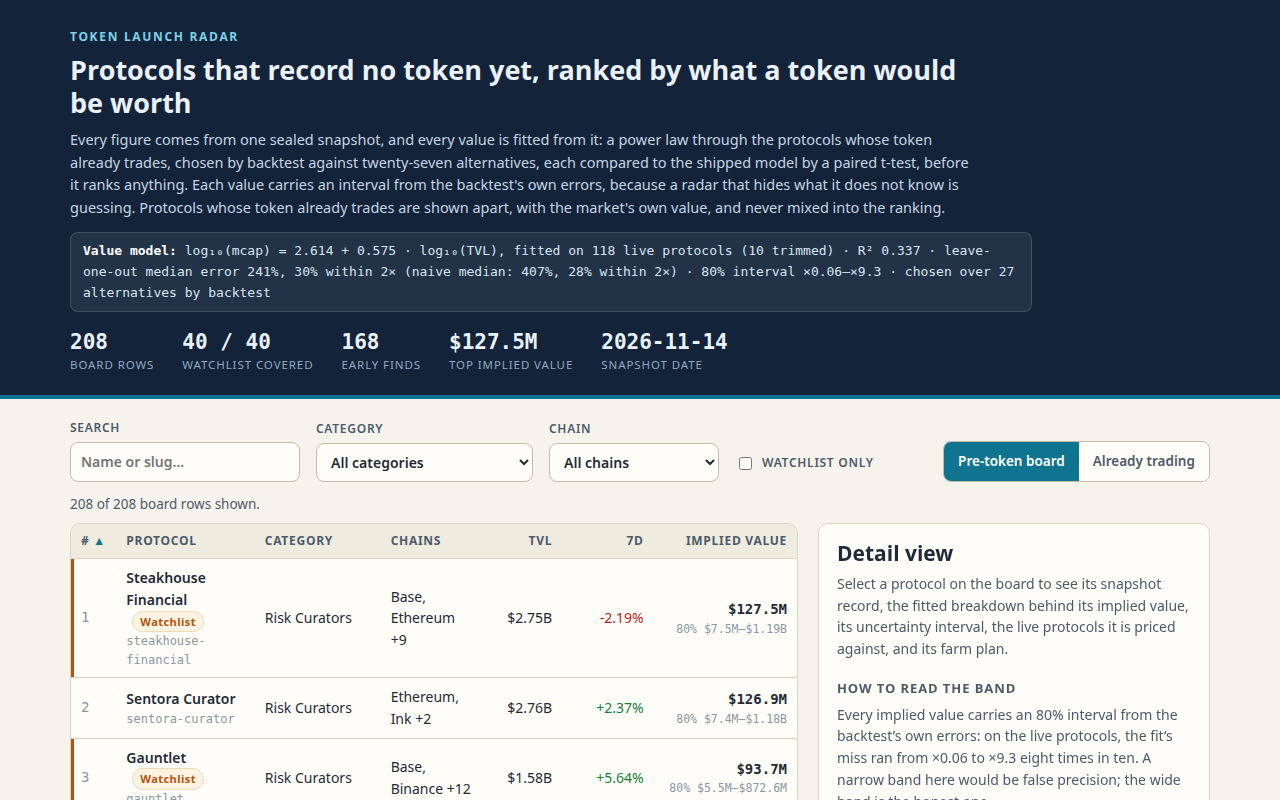 TOKEN LAUNCH RADAR
Protocols that record no token yet, ranked by what a token would
be worth
Every figure comes from one sealed snapshot, and every value is fitted from it: a power law through the protocols whose token
already trades, chosen by backtest against twenty-seven alternatives, each compared to the shipped model by a paired t-test, before
it ranks anything. Each value carries an interval from the backtest's own errors, because a radar that hides what it does not know is
guessing. Protocols whose token already trades are shown apart, with the market's own value, and never mixed into the ranking.
Value model: log₁₀(mcap) = 2.614 + 0.575 · log₁₀(TVL), fitted on 118 live protocols (10 trimmed) · R² 0.337 · leave-
one-out median error 241%, 30% within 2× (naive median: 407%, 28% within 2×) · 80% interval ×0.06–×9.3 · chosen over 27
alternatives by backtest
208 40 / 40 168 $127.5M 2026-11-14
BOARD ROWS WATCHLIST COVERED EARLY FINDS TOP IMPLIED VALUE SNAPSHOT DATE
SEARCH CATEGORY CHAIN
Name or slug... All categories All chains WATCHLIST ONLY Pre-token board Already trading
208 of 208 board rows shown.
# ▲ PROTOCOL CATEGORY CHAINS TVL 7D IMPLIED VALUE
1 Steakhouse Financial Watchlist steakhouse-financial Risk Curators Base, Ethereum +9 $2.75B -2.19% $127.5M 80% $7.5M–$1.19B
2 Sentora Curator sentora-curator Risk Curators Ethereum, Ink +2 $2.76B +2.37% $126.9M 80% $7.4M–$1.18B
3 Gauntlet Watchlist gauntlet Risk Curators Base, Binance +12 $1.58B +5.64% $93.7M 80% $5.5M–$872.6M
Detail view
Select a protocol on the board to see its snapshot
record, the fitted breakdown behind its implied value,
its uncertainty interval, the live protocols it is priced
against, and its farm plan.
HOW TO READ THE BAND
Every implied value carries an 80% interval from the
backtest's own errors: on the live protocols, the fit's
miss ran from ×0.06 to ×9.3 eight times in ten. A
narrow band here would be false precision; the wide
band is the honest one.